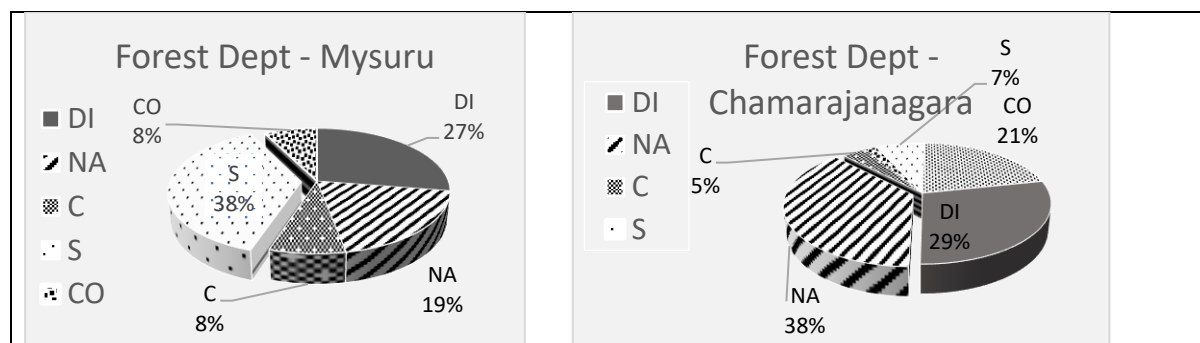 Forest Dept - Mysuru
DI
NA
C
S
CO
CO
8%
DI
27%
S
38%
C
8%
NA
19%
Forest Dept -
Chamarajanagara
DI
NA
C
S
S
7%
CO
21%
C
5%
DI
29%
NA
38%